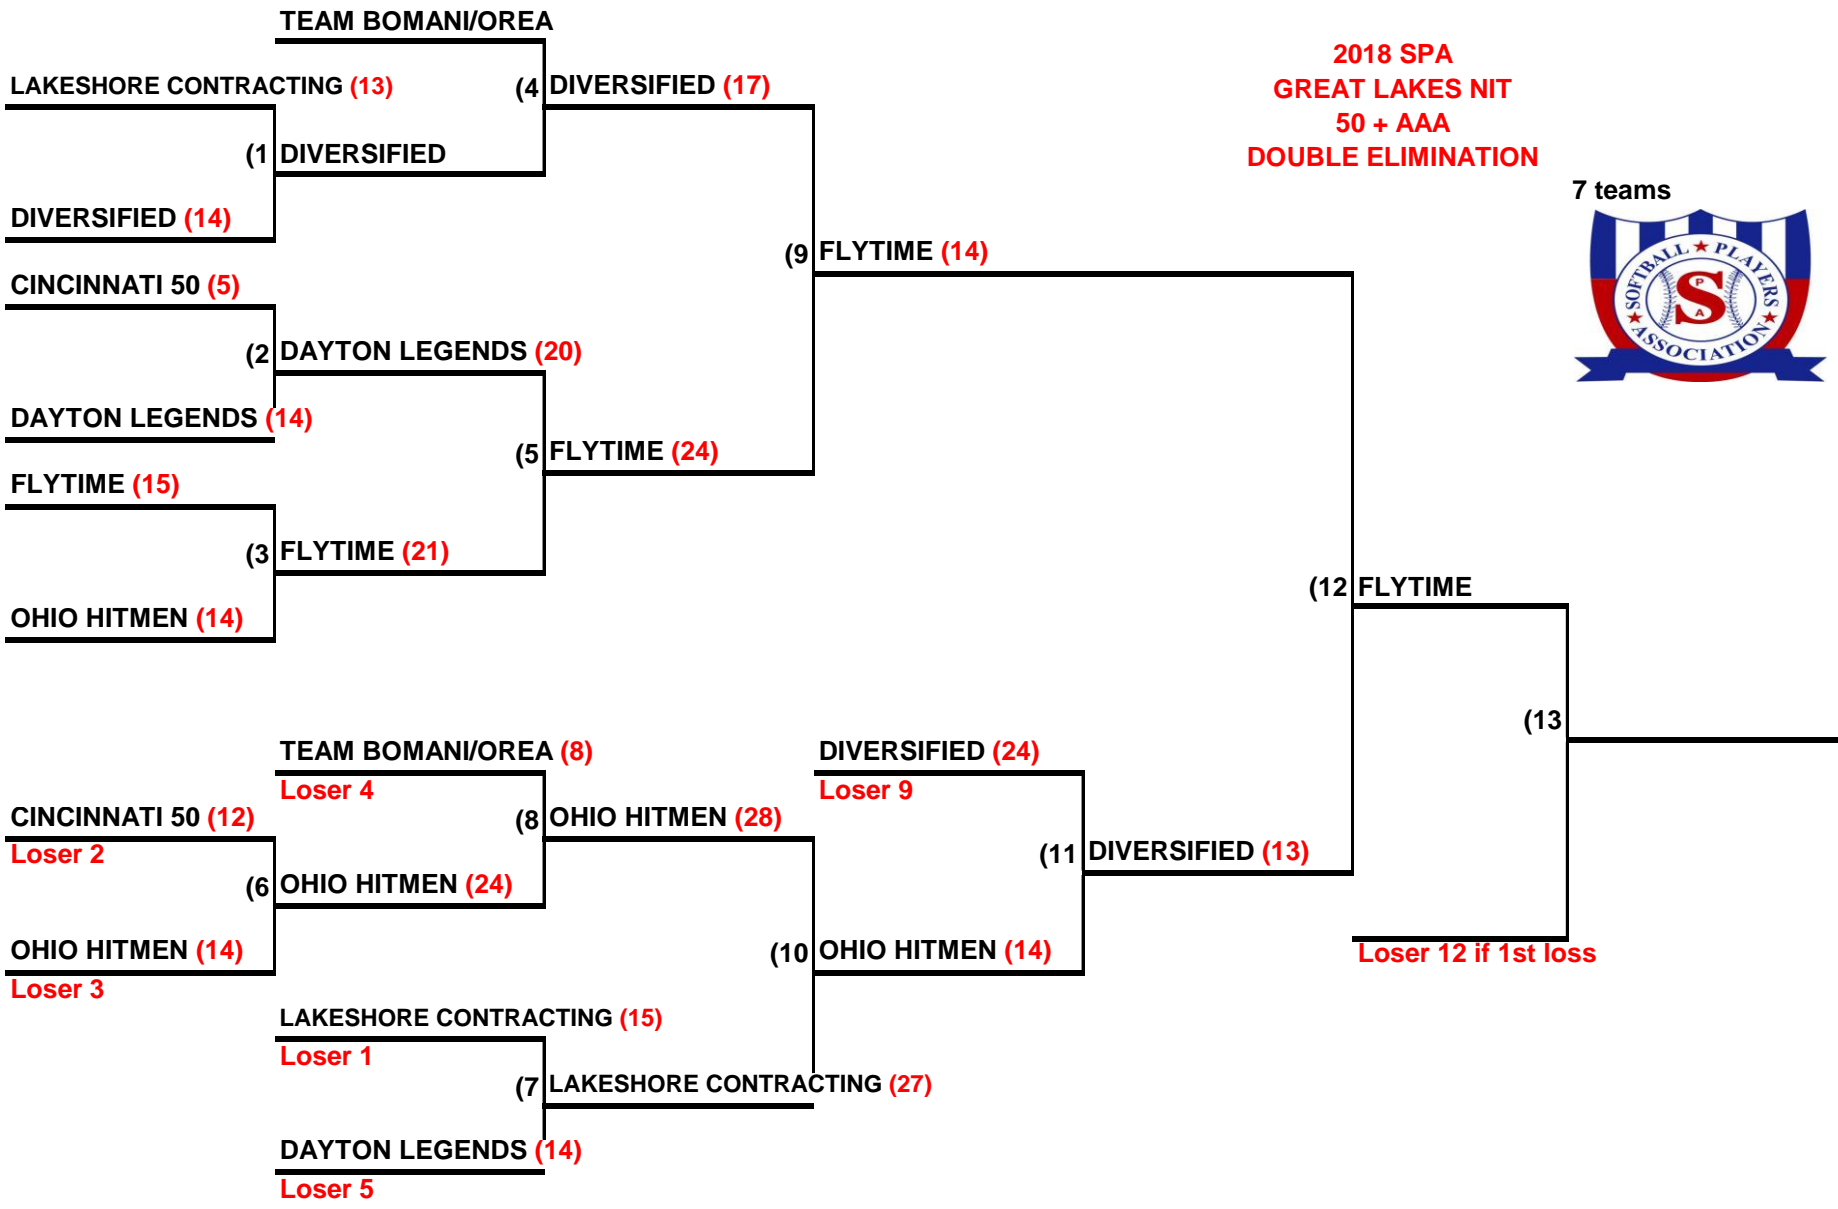 TEAM BOMANI/OREA
2018 SPA
GREAT LAKES NIT
50 + AAA
DOUBLE ELIMINATION
7 teams
SOFTBALL ★ PLAYERS ★ ASSOCIATION ★
S
P
A
LAKESHORE CONTRACTING (13)
(4 DIVERSIFIED (17)
(1 DIVERSIFIED
DIVERSIFIED (14)
(9 FLYTIME (14)
CINCINNATI 50 (5)
(2 DAYTON LEGENDS (20)
DAYTON LEGENDS (14)
(5 FLYTIME (24)
FLYTIME (15)
(3 FLYTIME (21)
(12 FLYTIME
OHIO HITMEN (14)
(13
TEAM BOMANI/OREA (8)
Loser 4
DIVERSIFIED (24)
Loser 9
CINCINNATI 50 (12)
Loser 2
(8 OHIO HITMEN (28)
(11 DIVERSIFIED (13)
(6 OHIO HITMEN (24)
OHIO HITMEN (14)
Loser 3
(10 OHIO HITMEN (14)
Loser 12 if 1st loss
LAKESHORE CONTRACTING (15)
Loser 1
(7 LAKESHORE CONTRACTING (27)
DAYTON LEGENDS (14)
Loser 5